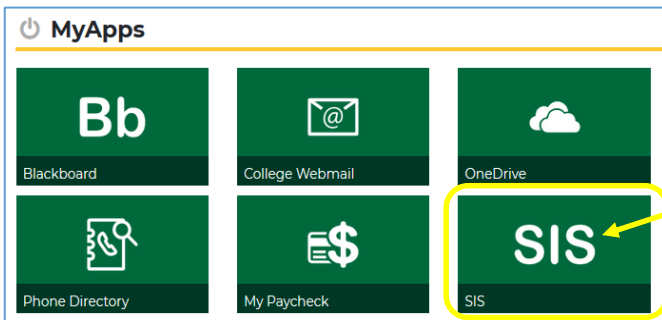 MyApps
Bb
@
Blackboard
College Webmail
OneDrive
$
SIS
Phone Directory
My Paycheck
SIS